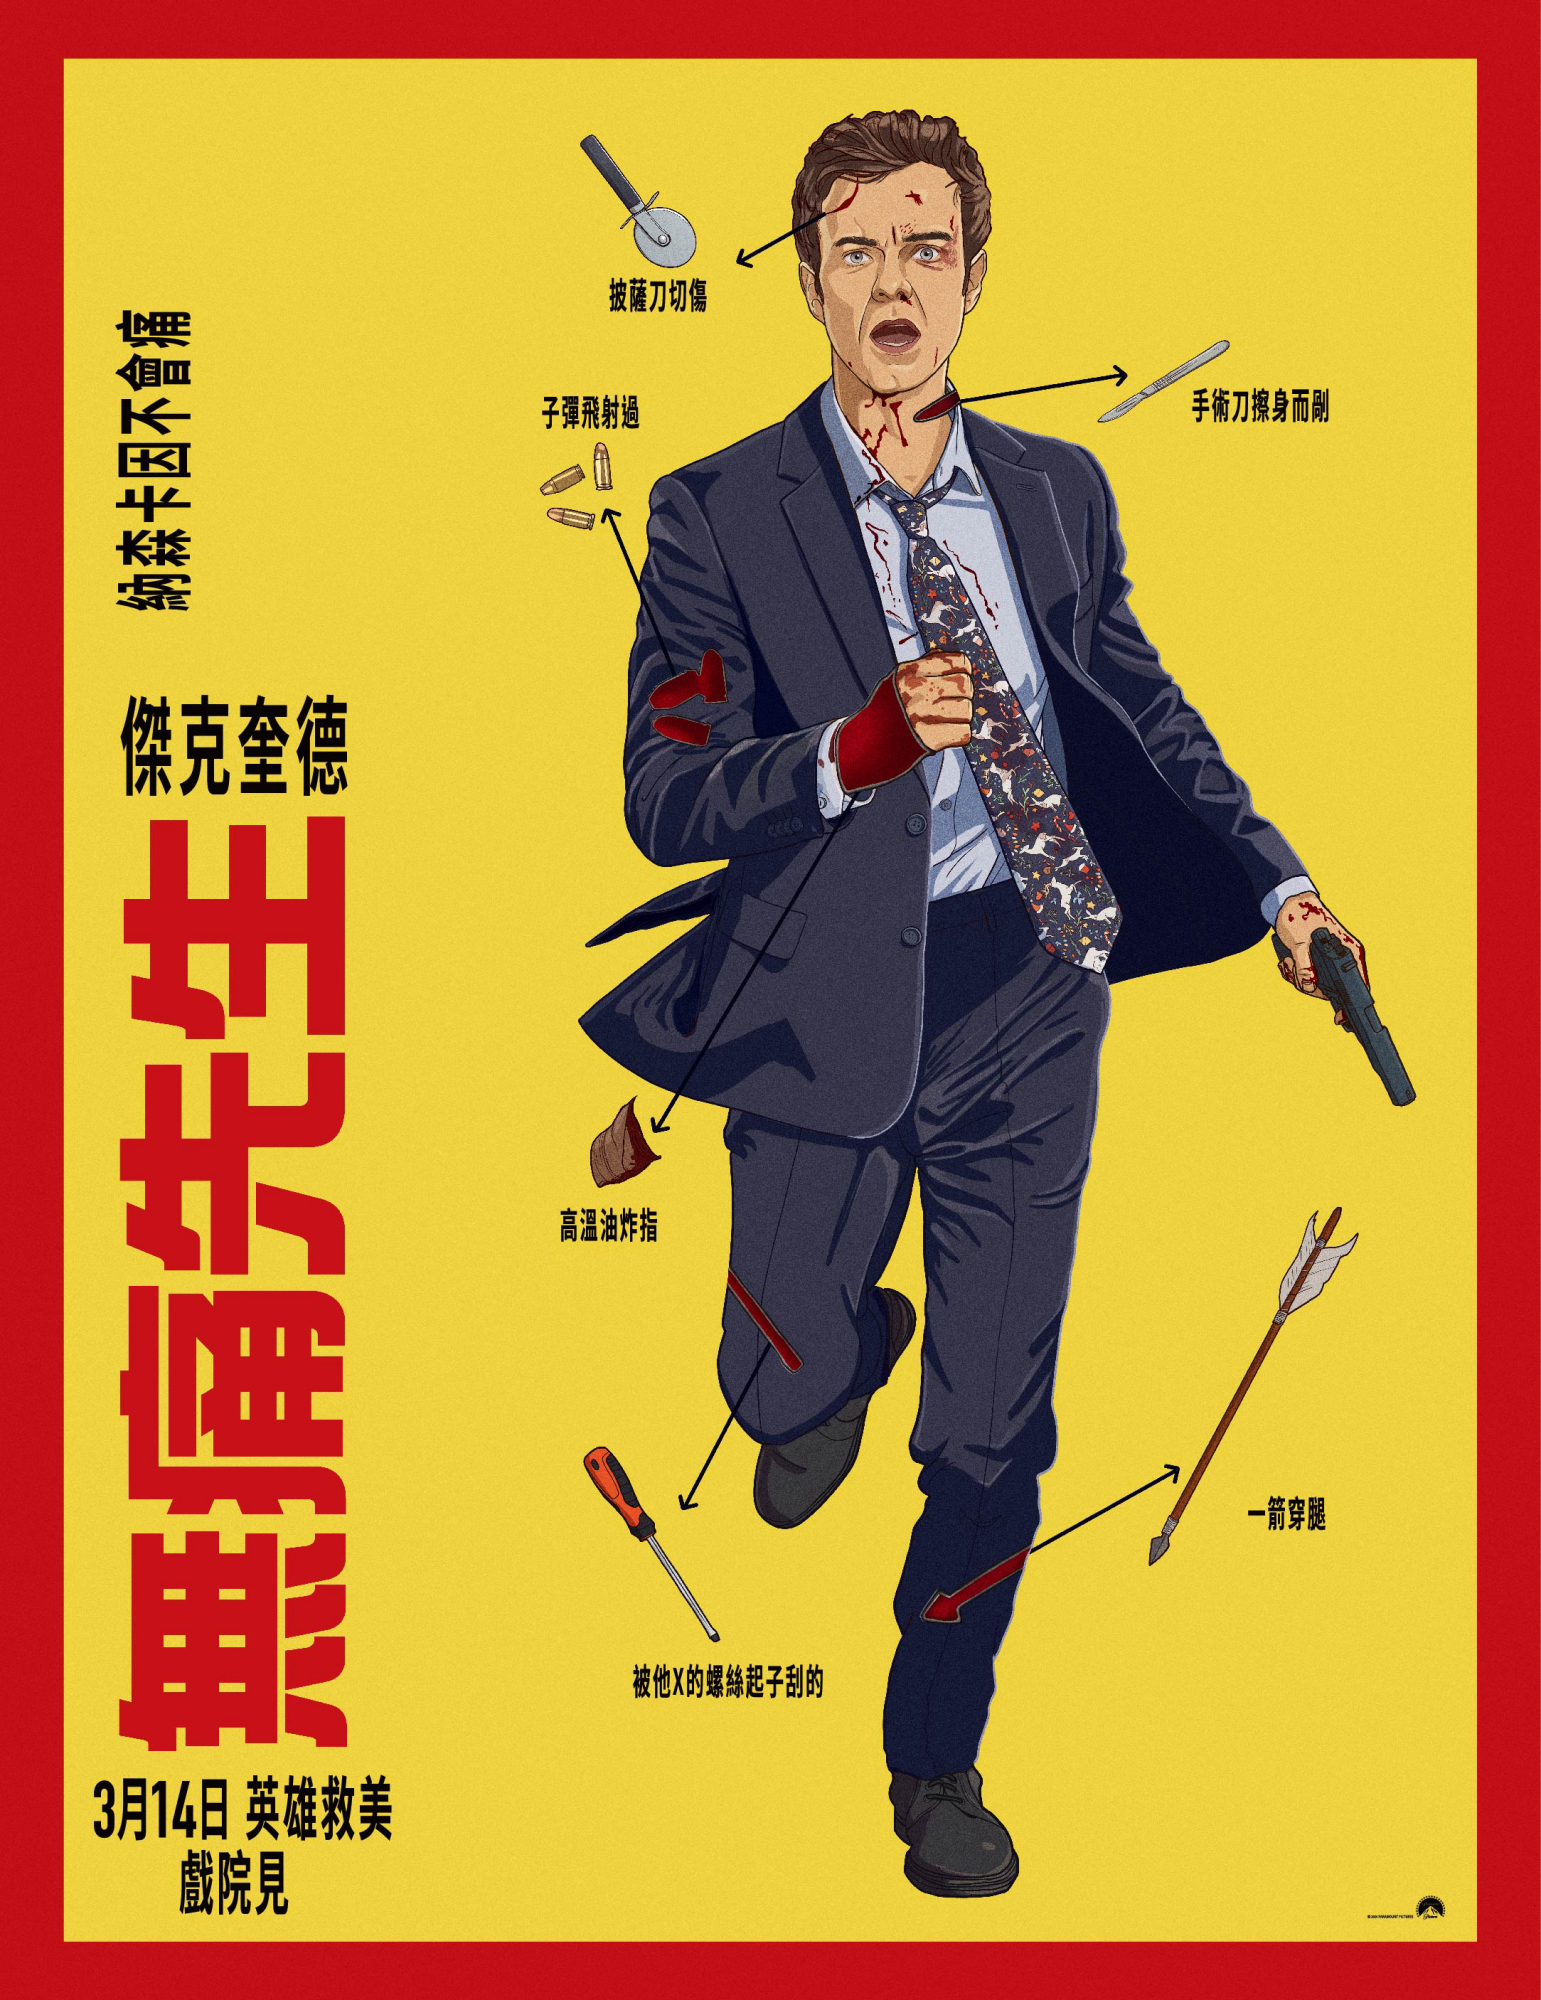 納森卡因不會痛
傑克奎德
無痛先生
3月14日 英雄救美
戲院見
披薩刀切傷
手術刀擦身而剮
子彈飛射過
高溫油炸指
一箭穿腿
被他X的螺絲起子刮的